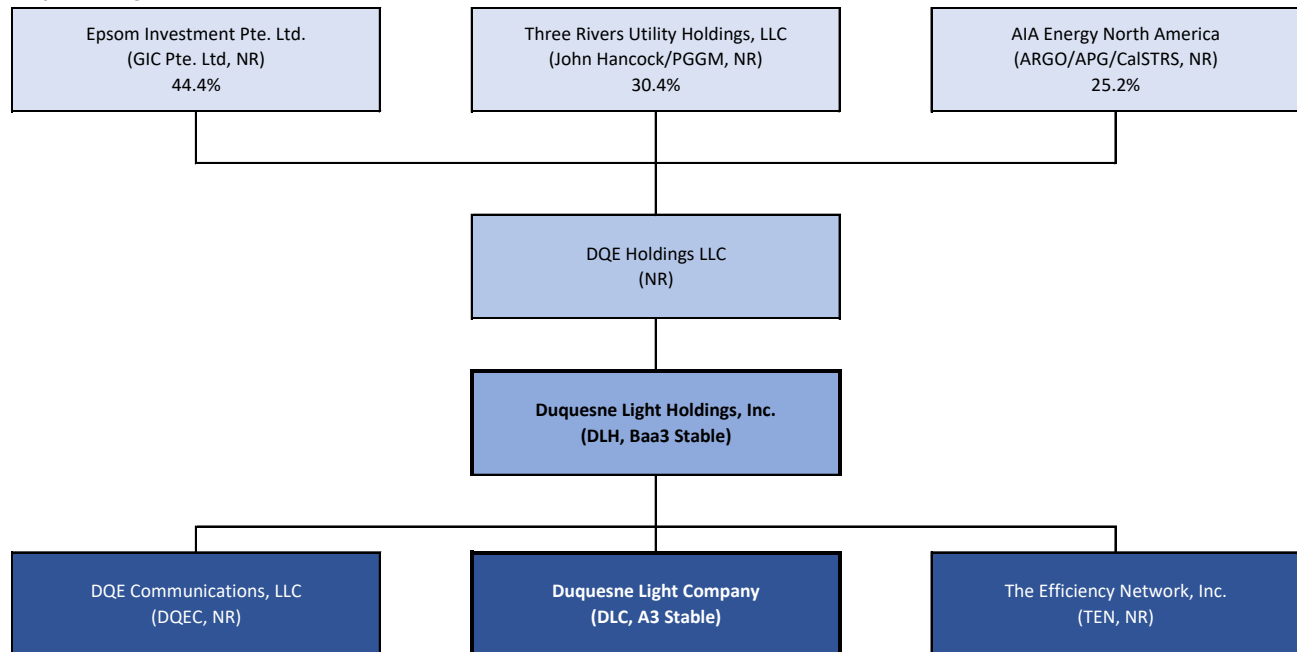 Epsom Investment Pte. Ltd.
(GIC Pte. Ltd, NR)
44.4%
Three Rivers Utility Holdings, LLC
(John Hancock/PGGM, NR)
30.4%
AIA Energy North America
(ARGO/APG/CalSTRS, NR)
25.2%
DQE Holdings LLC
(NR)
Duquesne Light Holdings, Inc.
(DLH, Baa3 Stable)
DQE Communications, LLC
(DQEC, NR)
Duquesne Light Company
(DLC, A3 Stable)
The Efficiency Network, Inc.
(TEN, NR)